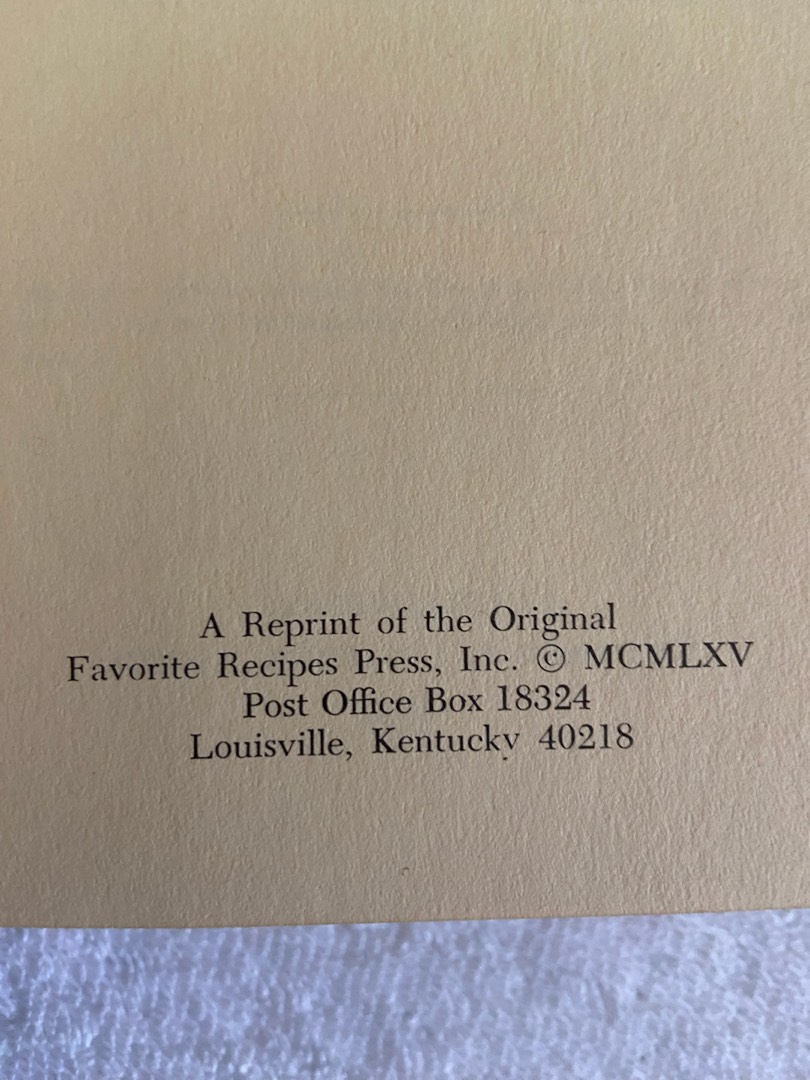 A Reprint of the Original
Favorite Recipes Press, Inc. © MCMLXV
Post Office Box 18324
Louisville, Kentucky 40218